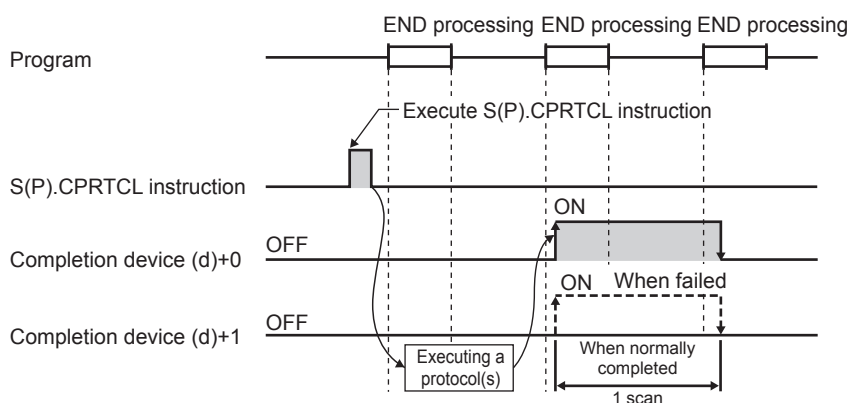 END processing END processing END processing
Program
Execute S(P).CPRTCL instruction
S(P).CPRTCL instruction
ON
OFF
Completion device (d)+0
ON When failed
OFF
Completion device (d)+1
Executing a
protocol(s)
When normally
completed
1 scan